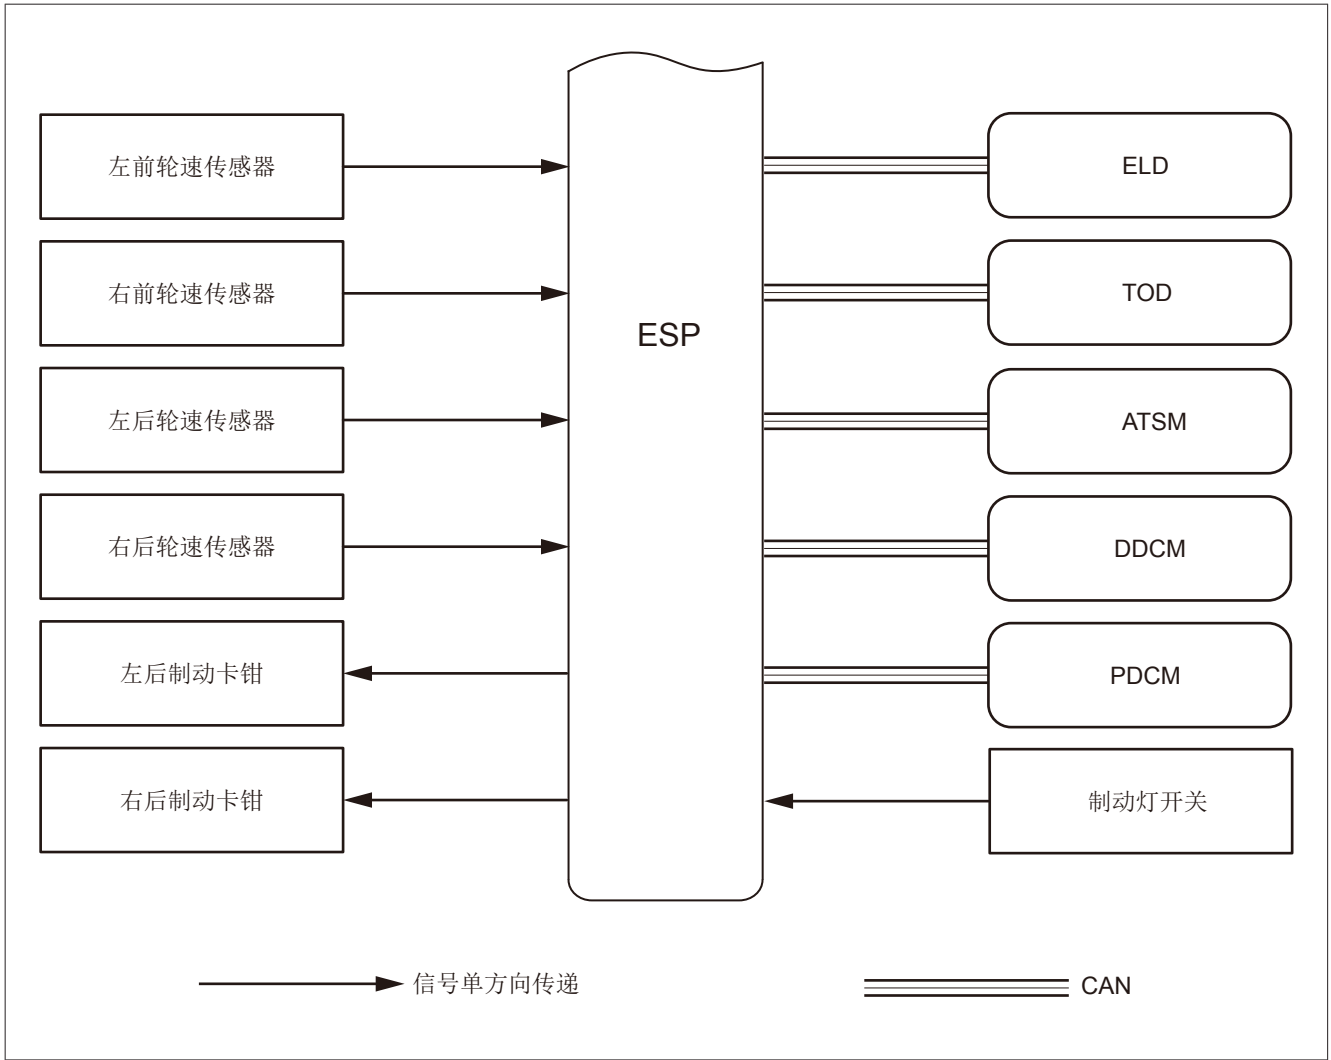 左前轮速传感器
ELD
右前轮速传感器
TOD
ESP
左后轮速传感器
ATSM
右后轮速传感器
DDCM
左后制动卡钳
PDCM
右后制动卡钳
制动灯开关
信号单方向传递
CAN